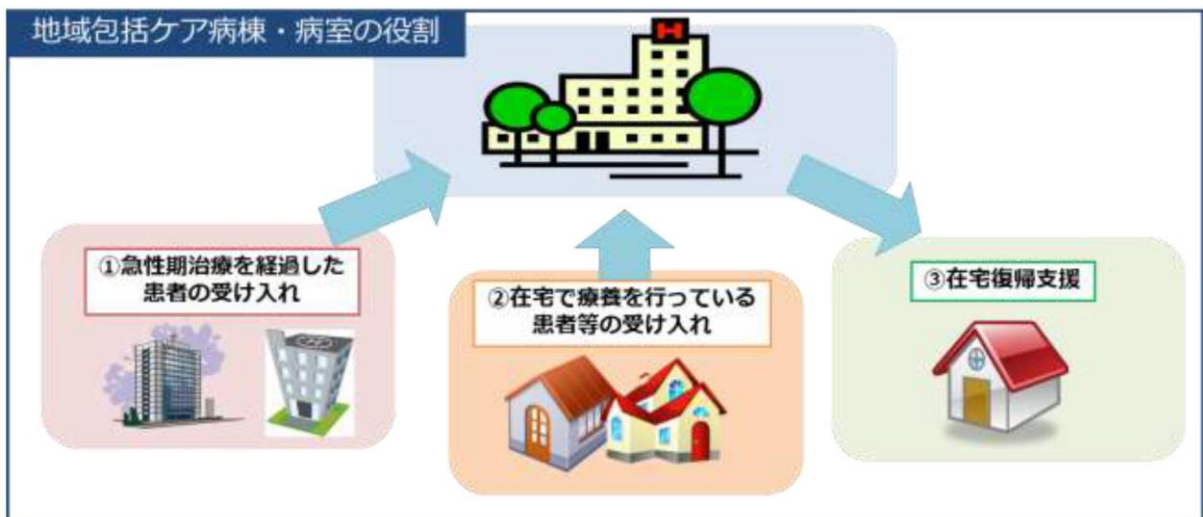 地域包括ケア病棟・病室の役割
H
①急性期治療を経過した
患者の受け入れ
②在宅で療養を行っている
患者等の受け入れ
③在宅復帰支援